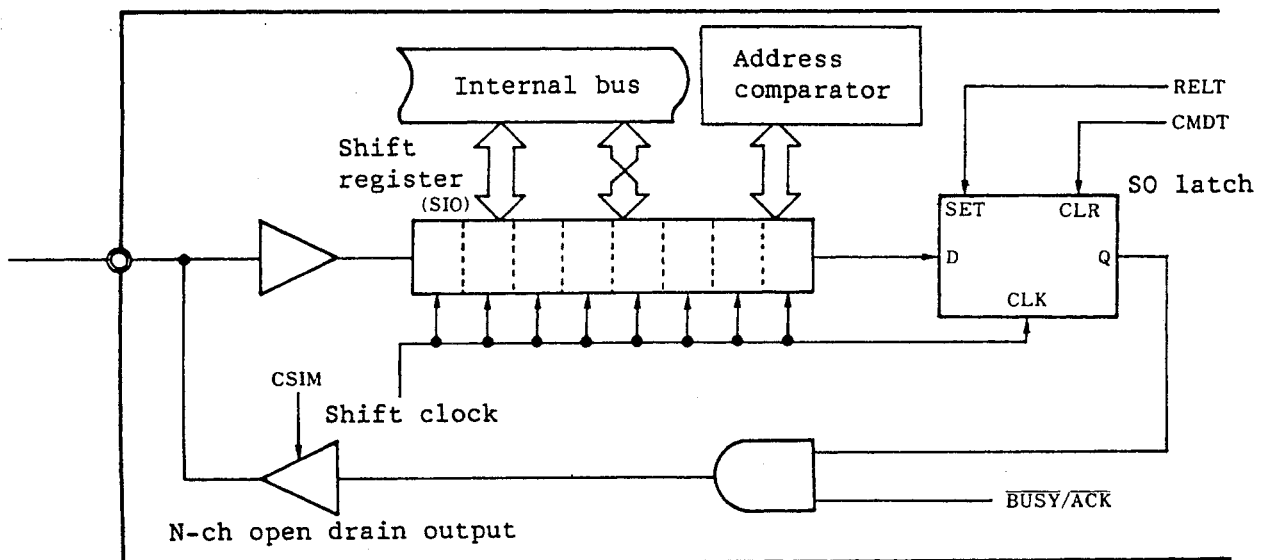 Internal bus
Address
comparator
RELT
CMDT
Shift
register
(SIO)
SO latch
SET
CLR
D
Q
CLK
CSIM
Shift clock
BUSY/ACK
N-ch open drain output